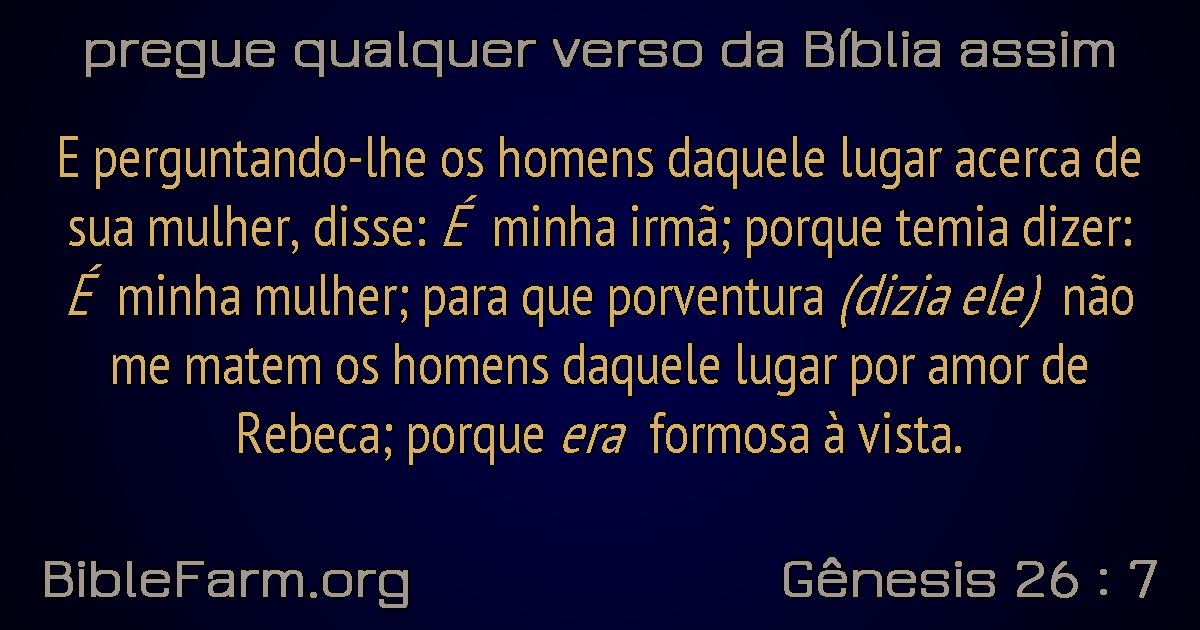 pregue qualquer verso da Bíblia assim
E perguntando-lhe os homens daquele lugar acerca de
sua mulher, disse: É minha irmã; porque temia dizer:
É minha mulher; para que porventura (dizia ele) não
me matem os homens daquele lugar por amor de
Rebeca; porque era formosa à vista.
BibleFarm.org
Gênesis 26 : 7